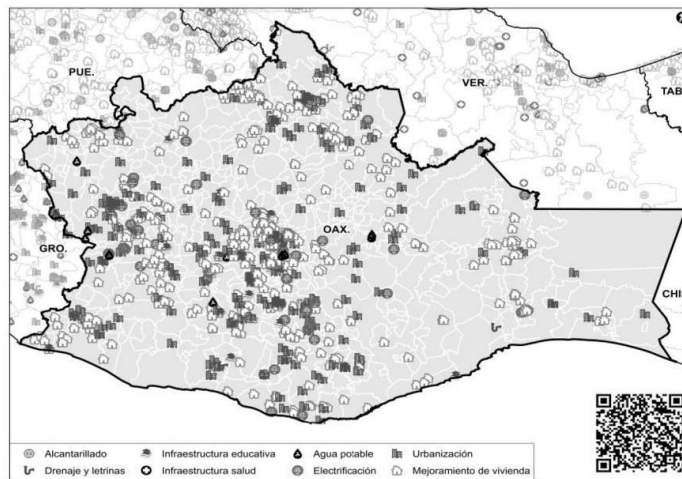 PUE.
VER.
TAB
GRO.
OAX.
CHI
Alcantarillado
Infraestructura educativa
Agua potable
Urbanización
Drenaje y letrinas
Infraestructura salud
Electrificación
Mejoramiento de vivienda